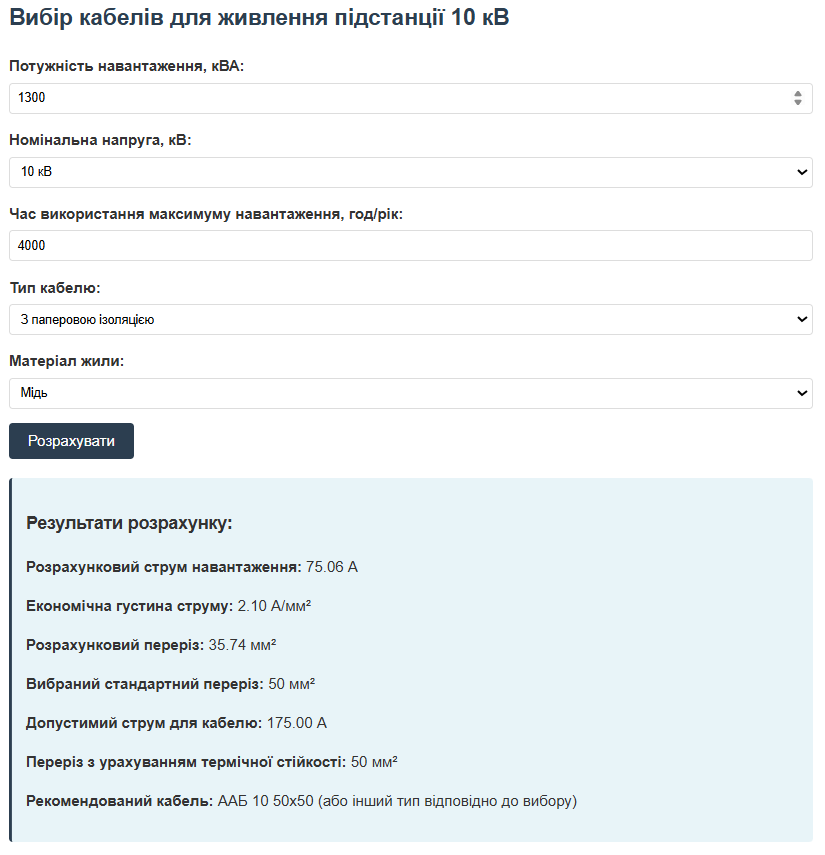 Вибір кабелів для живлення підстанції 10 кВ
Потужність навантаження, кВА:
1300
Номінальна напруга, кВ:
10 кВ
Час використання максимуму навантаження, год/рік:
4000
Тип кабелю:
З паперовою ізоляцією
Матеріал жили:
Мідь
Розрахувати
Результати розрахунку:
Розрахунковий струм навантаження: 75.06 А
Економічна густина струму: 2.10 А/мм²
Розрахунковий переріз: 35.74 мм²
Вибраний стандартний переріз: 50 мм²
Допустимий струм для кабелю: 175.00 А
Переріз з урахуванням термічної стійкості: 50 мм²
Рекомендований кабель: ААБ 10 50х50 (або інший тип відповідно до вибору)